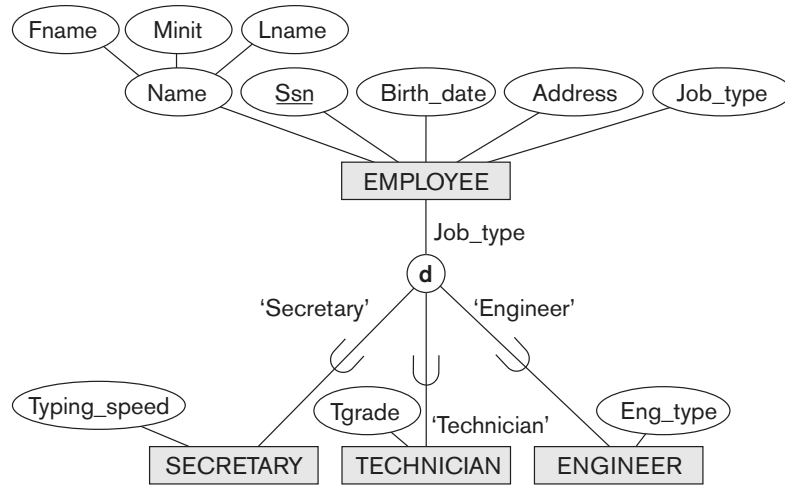 Fname Minit Lname
Name Ssn Birth_date Address Job_type
EMPLOYEE
Job_type
d
‘Secretary’ ‘Engineer’
Typing_speed Tgrade ‘Technician’ Eng_type
SECRETARY TECHNICIAN ENGINEER